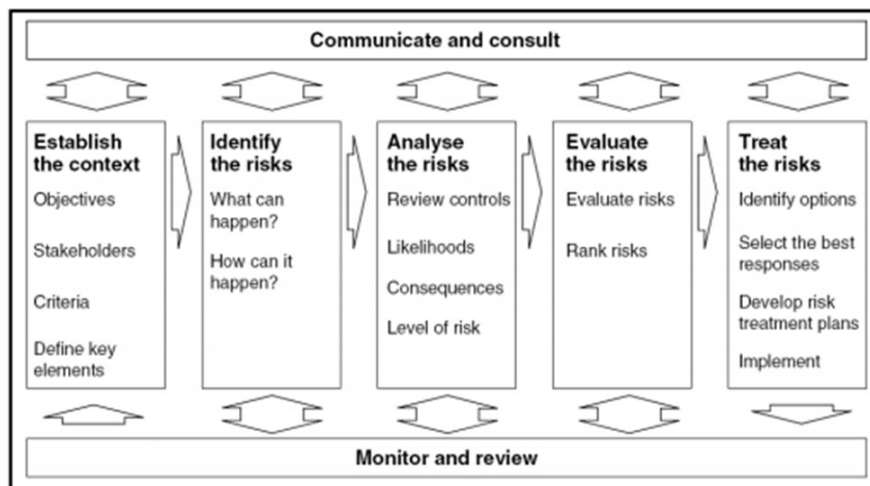 Communicate and consult
Establish
the context
Objectives
Stakeholders
Criteria
Define key
elements
Identify
the risks
What can
happen?
How can it
happen?
Analyse
the risks
Review controls
Likelihoods
Consequences
Level of risk
Evaluate
the risks
Evaluate risks
Rank risks
Treat
the risks
Identify options
Select the best
responses
Develop risk
treatment plans
Implement
Monitor and review